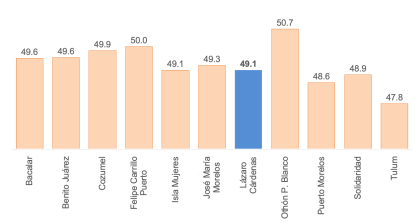 49.6
49.6
49.9
50.0
49.1
49.3
49.1
50.7
48.6
48.9
47.8
Bacalar
Benito Juárez
Cozumel
Felipe Carrillo
Puerto
Isla Mujeres
José María
Morelos
Lázaro
Cárdenas
Othón P. Blanco
Puerto Morelos
Solidaridad
Tulum